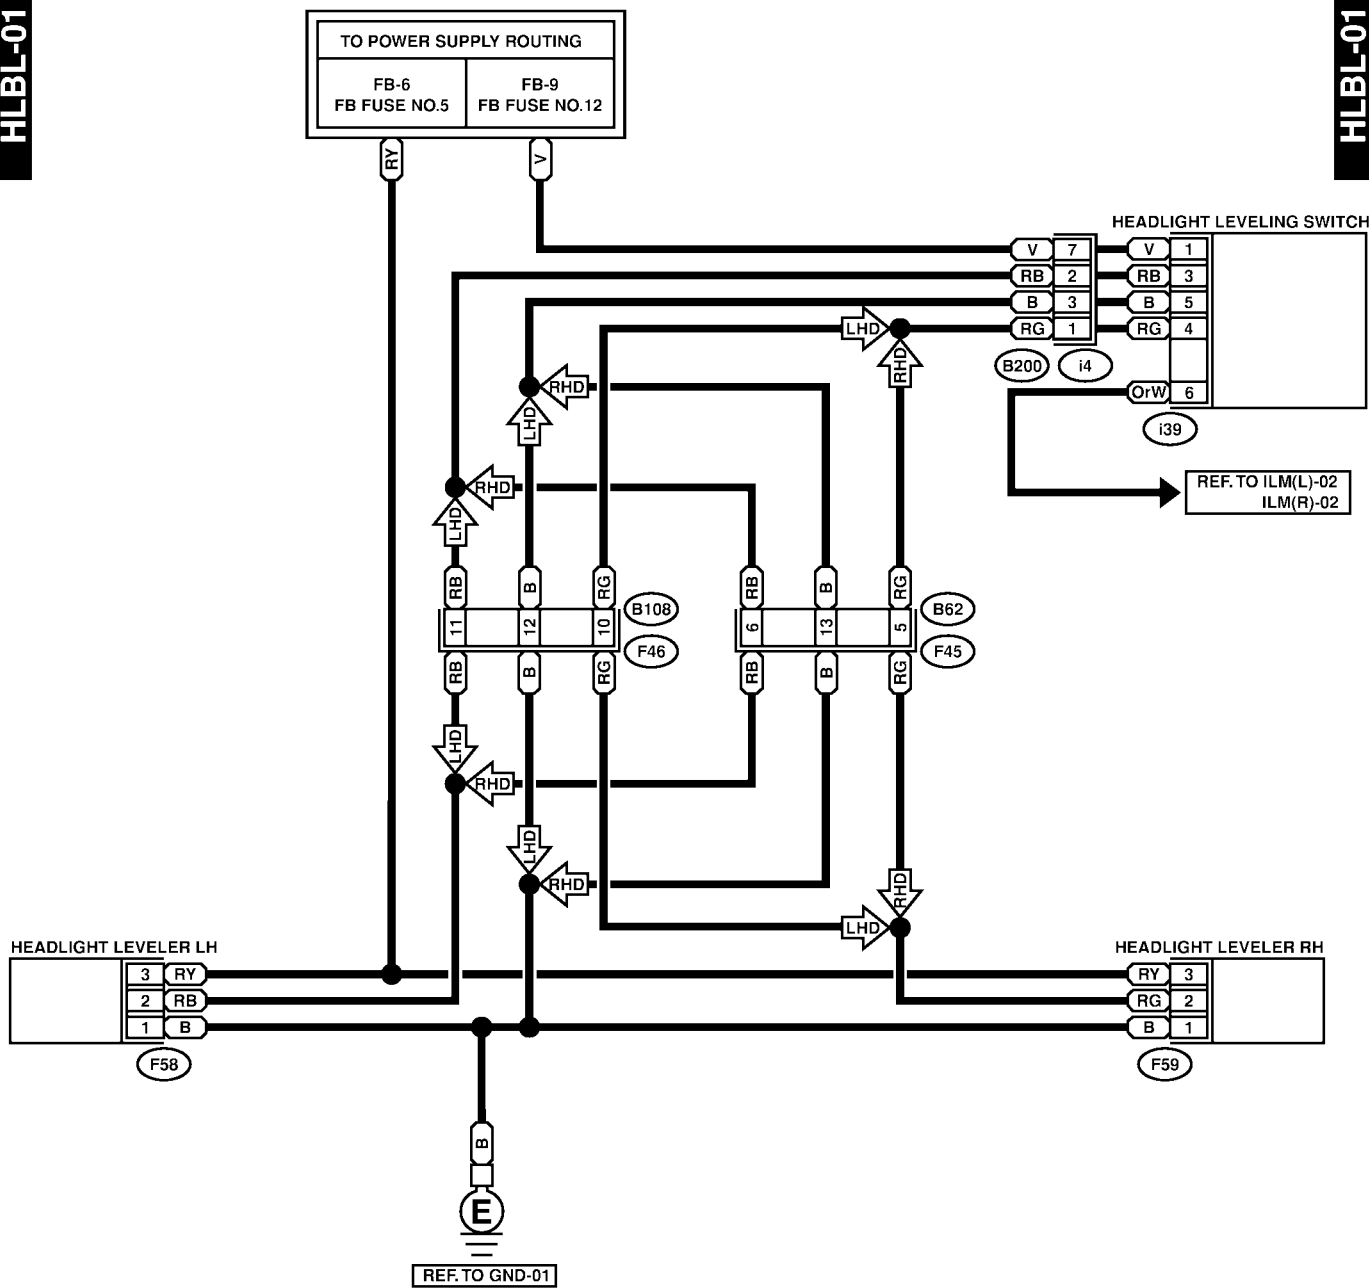 HLBL-01
HLBL-01
TO POWER SUPPLY ROUTING
FB-6
FB FUSE NO.5
FB-9
FB FUSE NO.12
RY
V
HEADLIGHT LEVELING SWITCH
V 7 V 1
RB 2 RB 3
B 3 B 5
LHD RG 1 RG 4
RHD
B200 i4
RHD
OrW 6
LHD
i39
RHD
REF. TO ILM(L)-02
ILM(R)-02
LHD
RB B RG RB B RG
B108 B62
11 12 10 6 13 5
F46 F45
RB B RG RB B RG
LHD
RHD
LHD
RHD
RHD
LHD
HEADLIGHT LEVELER LH
HEADLIGHT LEVELER RH
3 RY RY 3
2 RB RG 2
1 B B 1
F58 F59
B
E
REF. TO GND-01